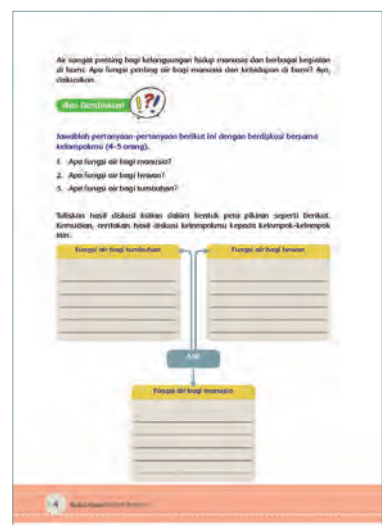 Air sangat penting bagi kelangsungan hidup manusia dan berbagai kegiatan
di bumi. Apa fungsi penting air bagi manusia dan kehidupan di bumi? Ayo,
diskusikan.
Ayo Berdiskusi
Jawablah pertanyaan-pertanyaan berikut ini dengan berdiskusi bersama
kelompokmu (4-5 orang).
1. Apa fungsi air bagi manusia?
2. Apa fungsi air bagi hewan?
3. Apa fungsi air bagi tumbuhan?
Tuliskan hasil diskusi kalian dalam bentuk peta pikiran seperti berikut.
Kemudian, ceritakan hasil diskusi kelompokmu kepada kelompok-kelompok
lain.
Fungsi air bagi tumbuhan
Fungsi air bagi hewan
AIR
Fungsi air bagi manusia
4
Buku Siswa